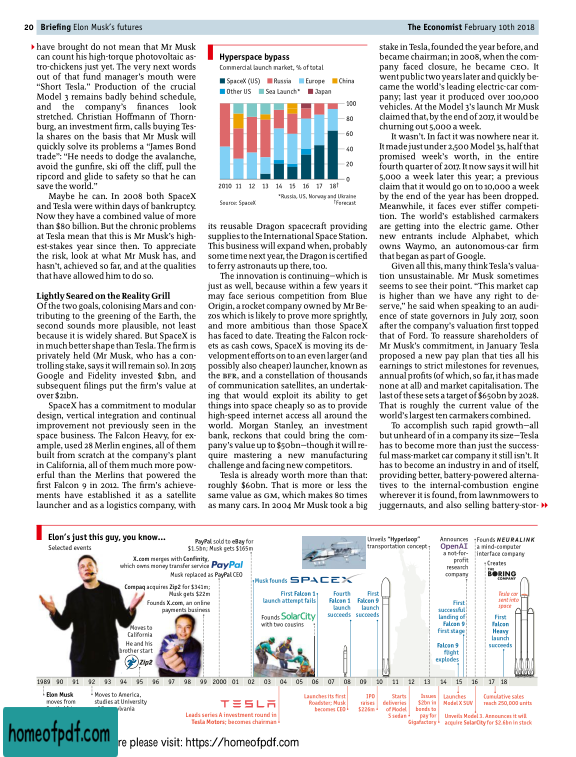 20 Briefing Elon Musk's futures
The Economist February 10th 2018
have brought do not mean that Mr Musk
can count his high-torque photovoltaic as-
tro-chickens just yet. The very next words
out of that fund manager's mouth were
"Short Tesla." Production of the crucial
Model 3 remains badly behind schedule,
and the company's finances look
stretched. Christian Hoffmann of Thorn-
burg, an investment firm, calls buying Tes-
la shares on the basis that Mr Musk will
quickly solve its problems a "James Bond
trade": "He needs to dodge the avalanche,
avoid the gunfire, ski off the cliff, pull the
ripcord and glide to safety so that he can
save the world."
Maybe he can. In 2008 both SpaceX
and Tesla were within days of bankruptcy.
Now they have a combined value of more
than $80 billion. But the chronic problems
at Tesla mean that this is Mr Musk's high-
est-stakes year since then. To appreciate
the risk, look at what Mr Musk has, and
hasn't, achieved so far, and at the qualities
that have allowed him to do so.
Lightly Seared on the Reality Grill
Of the two goals, colonising Mars and con-
tributing to the greening of the Earth, the
second sounds more plausible, not least
because it is widely shared. But SpaceX is
in much better shape than Tesla. The firm is
privately held (Mr Musk, who has a con-
trolling stake, says it will remain so). In 2015
Google and Fidelity invested $1bn, and
subsequent filings put the firm's value at
over $21bn.
SpaceX has a commitment to modular
design, vertical integration and continual
improvement not previously seen in the
space business. The Falcon Heavy, for ex-
ample, used 28 Merlin engines, all of them
built from scratch at the company's plant
in California, all of them much more pow-
erful than the Merlins that powered the
first Falcon 9 in 2012. The firm's achieve-
ments have established it as a satellite
launcher and as a logistics company, with
Hyperspace bypass
Commercial launch market, % of total
SpaceX (US) Russia Europe China
Other US Sea Launch* Japan
100
80
60
40
20
0
2010 11 12 13 14 15 16 17 18†
Source: SpaceX
*Russia, US, Norway and Ukraine
†Forecast
its reusable Dragon spacecraft providing
supplies to the International Space Station.
This business will expand when, probably
some time next year, the Dragon is certified
to ferry astronauts up there, too.
The innovation is continuing—which is
just as well, because within a few years it
may face serious competition from Blue
Origin, a rocket company owned by Mr Be-
zos which is likely to prove more sprightly,
and more ambitious than those SpaceX
has faced to date. Treating the Falcon rock-
ets as cash cows, SpaceX is moving its de-
velopment efforts on to an even larger (and
possibly also cheaper) launcher, known as
the BFR, and a constellation of thousands
of communication satellites, an undertak-
ing that would exploit its ability to get
things into space cheaply so as to provide
high-speed internet access all around the
world. Morgan Stanley, an investment
bank, reckons that could bring the com-
pany's value up to $50bn—though it will re-
quire mastering a new manufacturing
challenge and facing new competitors.
Tesla is already worth more than that:
roughly $60bn. That is more or less the
same value as GM, which makes 80 times
as many cars. In 2004 Mr Musk took a big
stake in Tesla, founded the year before, and
became chairman; in 2008, when the com-
pany faced closure, he became CEO. It
went public two years later and quickly be-
came the world's leading electric-car com-
pany; last year it produced over 100,000
vehicles. At the Model 3's launch Mr Musk
claimed that, by the end of 2017, it would be
churning out 5,000 a week.
It wasn't. In fact it was nowhere near it.
It made just under 2,500 Model 3s, half that
promised week's worth, in the entire
fourth quarter of 2017. It now says it will hit
5,000 a week later this year; a previous
claim that it would go on to 10,000 a week
by the end of the year has been dropped.
Meanwhile, it faces ever stiffer competi-
tion. The world's established carmakers
are getting into the electric game. Other
new entrants include Alphabet, which
owns Waymo, an autonomous-car firm
that began as part of Google.
Given all this, many think Tesla's valua-
tion unsustainable. Mr Musk sometimes
seems to see their point. "This market cap
is higher than we have any right to de-
serve," he said when speaking to an audi-
ence of state governors in July 2017, soon
after the company's valuation first topped
that of Ford. To reassure shareholders of
Mr Musk's commitment, in January Tesla
proposed a new pay plan that ties all his
earnings to strict milestones for revenues,
annual profits (of which, so far, it has made
none at all) and market capitalisation. The
last of these sets a target of $650bn by 2028.
That is roughly the current value of the
world's largest ten carmakers combined.
To accomplish such rapid growth—all
but unheard of in a company its size—Tesla
has to become more than just the success-
ful mass-market car company it still isn't. It
has to become an industry in and of itself,
providing better, battery-powered alterna-
tives to the internal-combustion engine
wherever it is found, from lawnmowers to
juggernauts, and also selling battery-stor-
Elon's just this guy, you know…
Selected events
PayPal sold to eBay for
$1.5bn; Musk gets $165m
X.com merges with Confinity,
which owns money transfer service PayPal
Musk replaced as PayPal CEO
Compaq acquires Zip2 for $341m;
Musk gets $22m
Founds X.com, an online
payments business
Moves to
California
He and his
brother start
Zip2
Musk founds SPACEX
First Falcon 1
launch attempt fails
Founds SolarCity
with two cousins
Fourth
Falcon 1
launch
succeeds
First
Falcon 9
launch
succeeds
Unveils "Hyperloop"
transportation concept
Announces
OpenAI
a not-for-
profit
research
company
First
successful
landing of
Falcon 9
first stage
Falcon 9
flight
explodes
Founds NEURALINK
a mind-computer
interface company
Creates
THE
BORING
COMPANY
Tesla car
sent into
space
First
Falcon
Heavy
launch
succeeds
1989 90 91 92 93 94 95 96 97 98 99 2000 01 02 03 04 05 06 07 08 09 10 11 12 13 14 15 16 17 18
Elon Musk
moves from
Moves to America,
studies at University
TESLA
Leads series A investment round in
Tesla Motors; becomes chairman
Launches its first
Roadster; Musk
becomes CEO
IPO
raises
$226m
Starts
deliveries
of Model
S sedan
Issues
$2bn in
bonds to
pay for
Gigafactory
Launches
Model X SUV
Unveils Model 3. Announces it will
acquire SolarCity for $2.6bn in stock
Cumulative sales
reach 250,000 units
homeofpdf.com
re please visit: https://homeofpdf.com